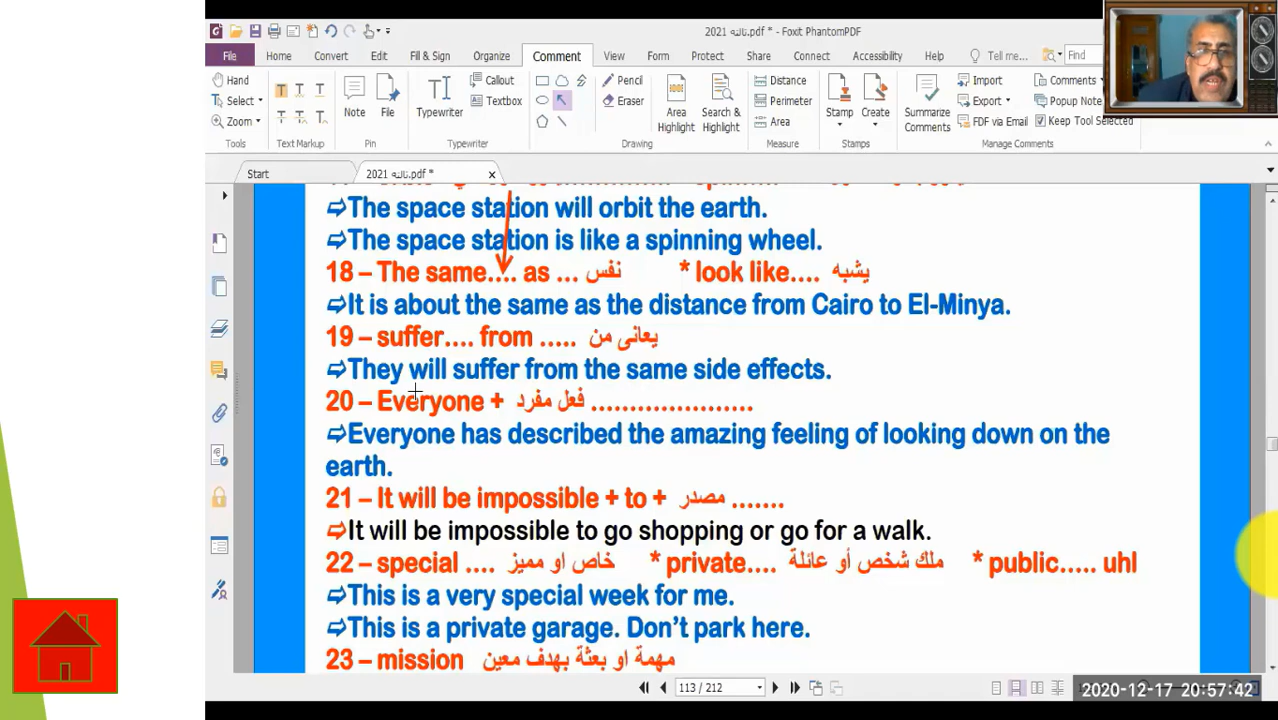 2021 ثالثه.pdf * - Foxit PhantomPDF
File Home Convert Edit Fill & Sign Organize Comment View Form Protect Share Connect Accessibility Help Tell me... Find
Hand
Select
Zoom
Tools
Text Markup
Note
File
Pin
Typewriter
Callout
Textbox
Typewriter
Pencil
Eraser
Area Highlight
Search & Highlight
Drawing
Distance
Perimeter
Area
Measure
Stamp
Create
Stamps
Summarize Comments
Import
Export
FDF via Email
Comments
Popup Note
Keep Tool Selected
Manage Comments
Start
2021 ثالثه.pdf *
⇨The space station will orbit the earth.
⇨The space station is like a spinning wheel.
18 – The same.... as ... نفس * look like.... يشبه
⇨It is about the same as the distance from Cairo to El-Minya.
19 – suffer.... from ..... يعانى من
⇨They will suffer from the same side effects.
20 – Everyone + فعل مفرد .....................
⇨Everyone has described the amazing feeling of looking down on the
earth.
21 – It will be impossible + to + مصدر .......
⇨It will be impossible to go shopping or go for a walk.
22 – special .... خاص او مميز * private.... ملك شخص أو عائلة * public..... uhl
⇨This is a very special week for me.
⇨This is a private garage. Don't park here.
23 – mission مهمة او بعثة بهدف معين
113 / 212
2020-12-17 20:57:42